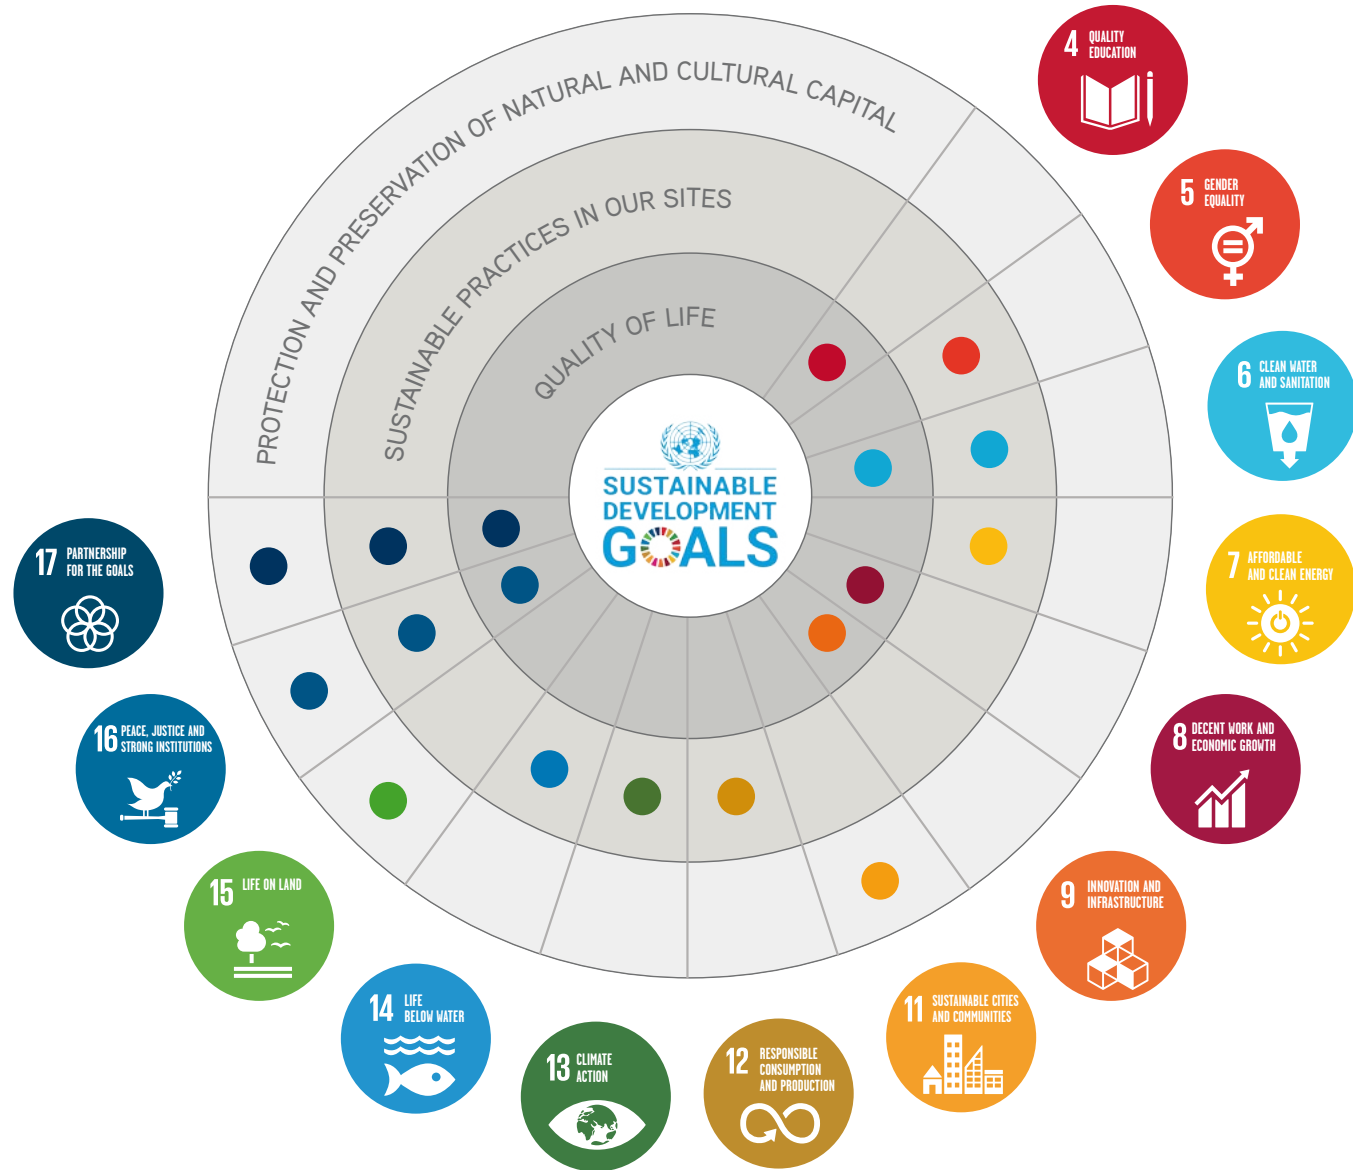 PROTECTION AND PRESERVATION OF NATURAL AND CULTURAL CAPITAL
SUSTAINABLE PRACTICES IN OUR SITES
QUALITY OF LIFE
SUSTAINABLE
DEVELOPMENT
GOALS
4 QUALITY
EDUCATION
5 GENDER
EQUALITY
6 CLEAN WATER
AND SANITATION
7 AFFORDABLE
AND CLEAN ENERGY
8 DECENT WORK AND
ECONOMIC GROWTH
9 INNOVATION AND
INFRASTRUCTURE
11 SUSTAINABLE CITIES
AND COMMUNITIES
12 RESPONSIBLE
CONSUMPTION
AND PRODUCTION
13 CLIMATE
ACTION
14 LIFE
BELOW WATER
15 LIFE ON LAND
16 PEACE, JUSTICE AND
STRONG INSTITUTIONS
17 PARTNERSHIP
FOR THE GOALS